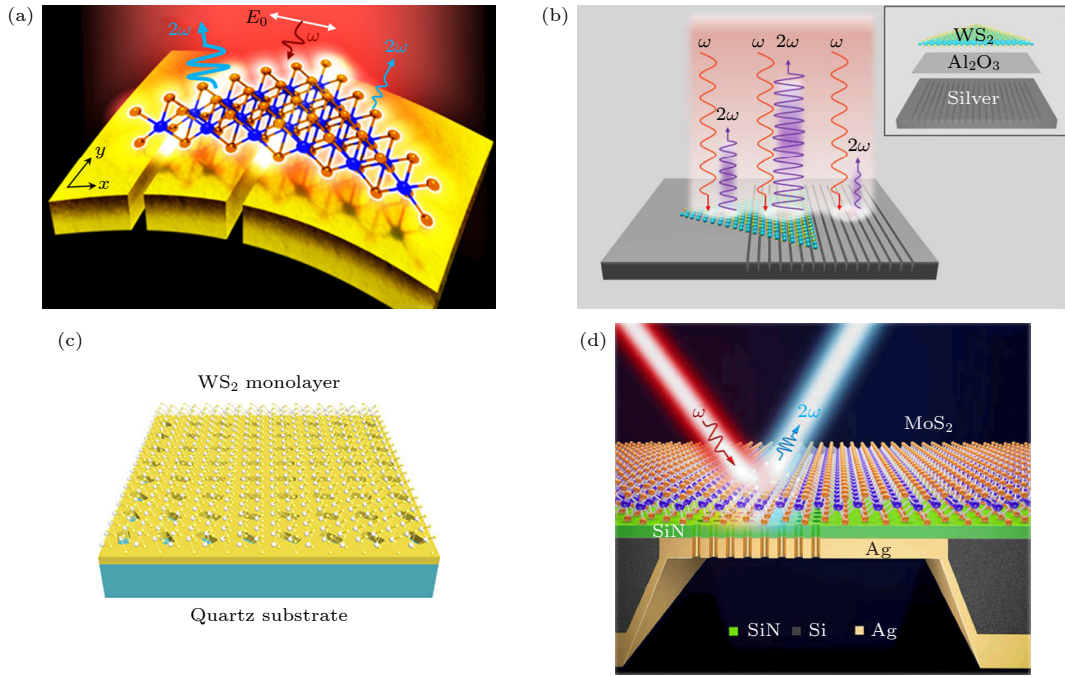 (a)
E₀
ω
2ω
2ω
y
x
(b)
ω
ω
2ω
ω
2ω
2ω
WS₂
Al₂O₃
Silver
(c)
WS₂ monolayer
Quartz substrate
(d)
ω
2ω
MoS₂
SiN
Ag
SiN
Si
Ag